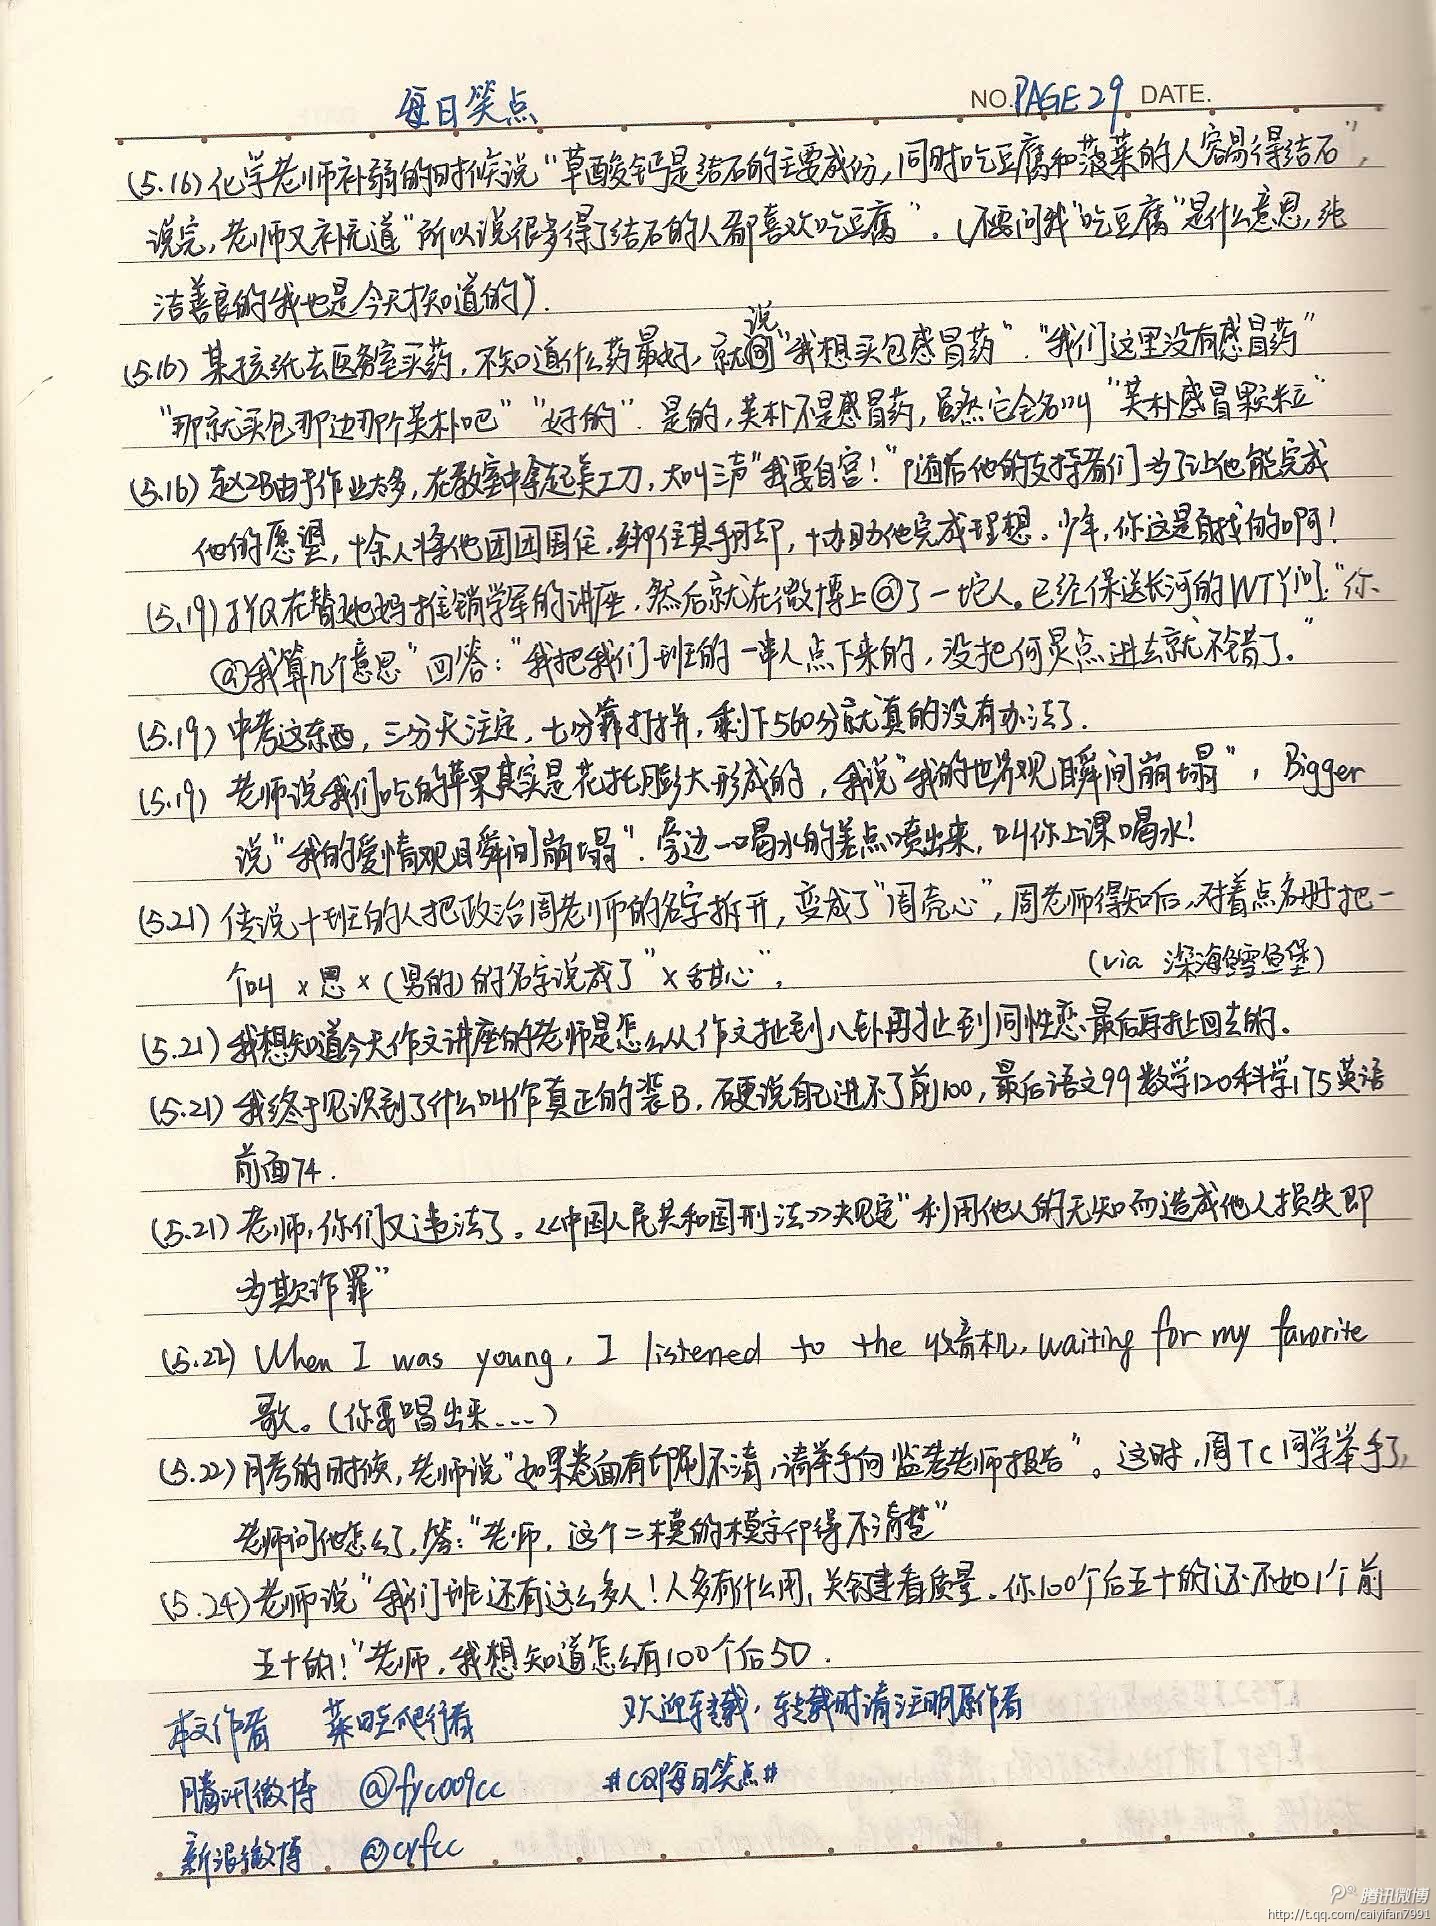 每日笑点 NO. PAGE 29 DATE.
(5.16) 化学老师补弱的时候说“草酸钙是结石的主要成份,同时吃豆腐和菠菜的人容易得结石”,
说完,老师又补充道“所以说很多得了结石的人都喜欢吃豆腐”.(不要问我“吃豆腐”是什么意思,纯
洁善良的我也是今天才知道的).
(5.16) 某孩纸去医务室买药,不知道什么药最好,就说“我想买包感冒药”.“我们这里没有感冒药”
“那就买包那边那个英朴吧”“好的”.是的,英朴不是感冒药,虽然它全名叫“英朴感冒颗粒”
(5.16) 赵2B由于作业太多,在教室中拿起美工刀,大叫三声“我要自宫!”随后他的支持者们为了让他能完成
他的愿望,十余人将他团团围住,绑住其手脚,协助他完成理想。少年,你这是自找的啊!
(5.19) JYQ在替她妈推销学军的讲座,然后就在微博上@了一坨人。已经保送长河的WTY问:“你
@我算几个意思”回答:“我把我们班的一串人点下来的,没把何灵点进去就不错了。”
(5.19) 中考这东西,三分天注定,七分靠打拼,剩下560分就真的没有办法了.
(5.19) 老师说我们吃的苹果其实是花托膨大形成的,我说“我的世界观瞬间崩塌”,Bigger
说“我的爱情观瞬间崩塌”.旁边一喝水的差点喷出来,叫你上课喝水!
(5.21) 传说十班的人把政治周老师的名字拆开,变成了“周壳心”,周老师得知后,对着点名册把一
个叫×思×(男的)的名字说成了“×甜心”. (via 深海鳕鱼堡)
(5.21) 我想知道今天作文讲座的老师是怎么从作文扯到八卦再扯到同性恋最后再扯回去的。
(5.21) 我终于见识到了什么叫作真正的装B,硬说自己进不了前100,最后语文99数学120科学175英语
前面74.
(5.21) 老师,你们又违法了。《中国人民共和国刑法》规定“利用他人的无知而造成他人损失即
为欺诈罪”
(5.22) When I was young, I listened to the 收音机, waiting for my favorite
歌。(你要唱出来...)
(5.22) 月考的时候,老师说“如果卷面有印刷不清,请举手向监考老师报告”。这时,周TC同学举手了,
老师问他怎么了,答:“老师,这个二模的模字印得不清楚”
(5.24) 老师说“我们班还有这么多人!人多有什么用,关键看质量。你100个后五十的还不如1个前
五十的!”老师,我想知道怎么有100个后50.
本文作者 菜畦爬行者 欢迎转载,转载时请注明原作者
腾讯微博 @fyc009cc #CQ每日笑点#
新浪微博 @cyfcc
腾讯微博
http://t.qq.com/caiyifan7991